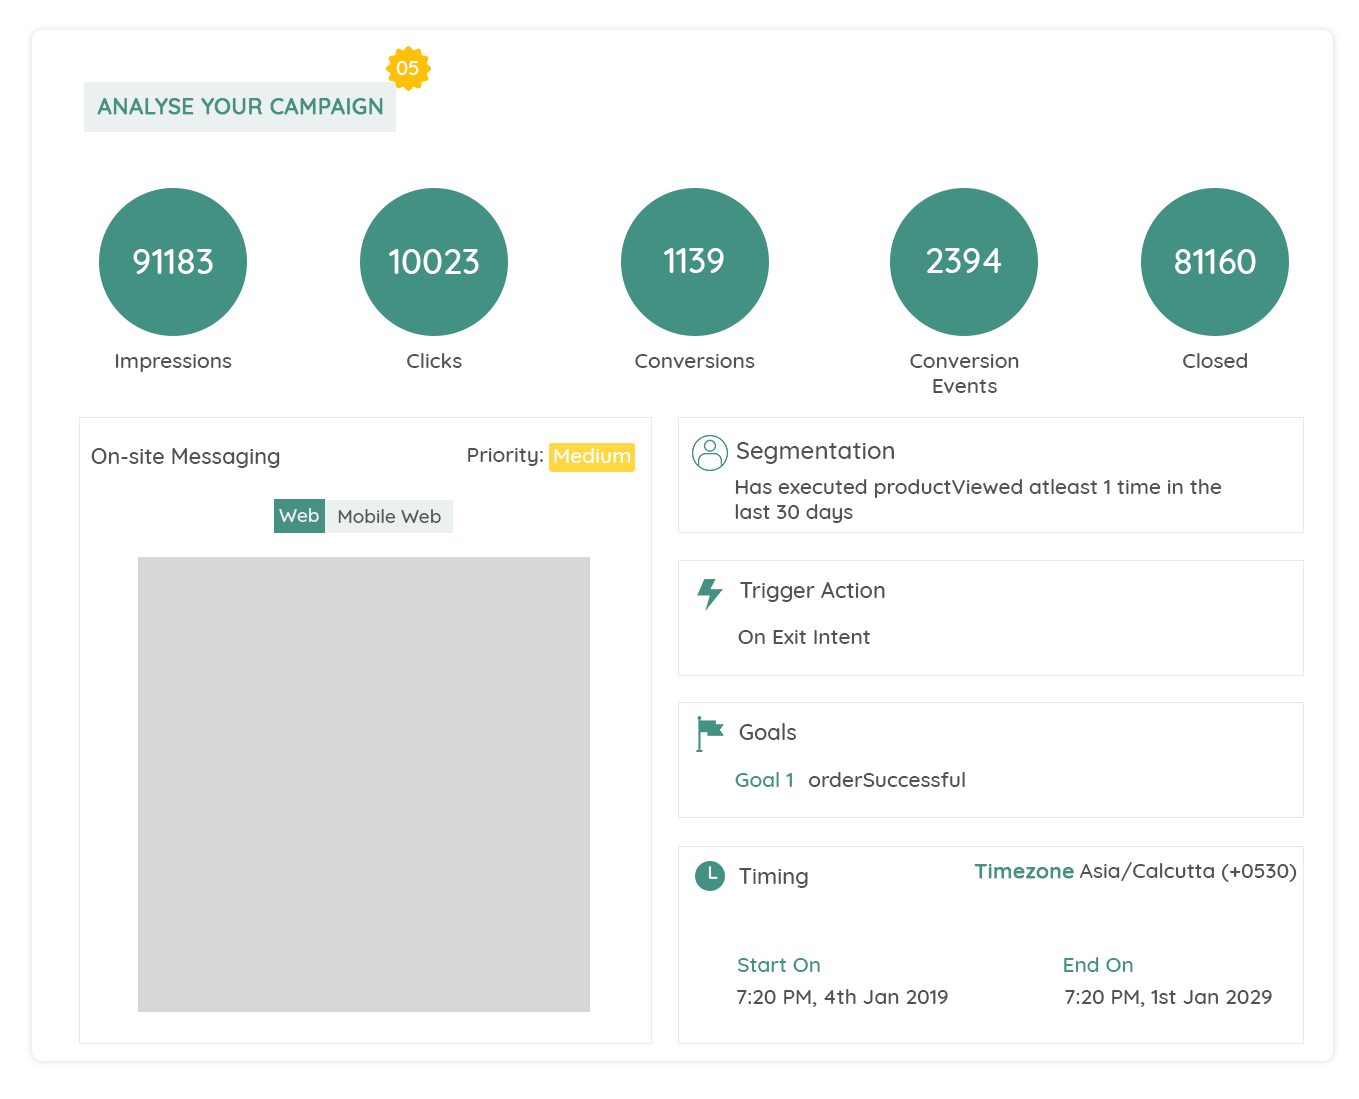 05
ANALYSE YOUR CAMPAIGN
91183
10023
1139
2394
81160
Impressions
Clicks
Conversions
Conversion
Events
Closed
On-site Messaging
Priority: Medium
Web
Mobile Web
Segmentation
Has executed productViewed atleast 1 time in the
last 30 days
Trigger Action
On Exit Intent
Goals
Goal 1 orderSuccessful
Timing
Timezone Asia/Calcutta (+0530)
Start On
End On
7:20 PM, 4th Jan 2019
7:20 PM, 1st Jan 2029